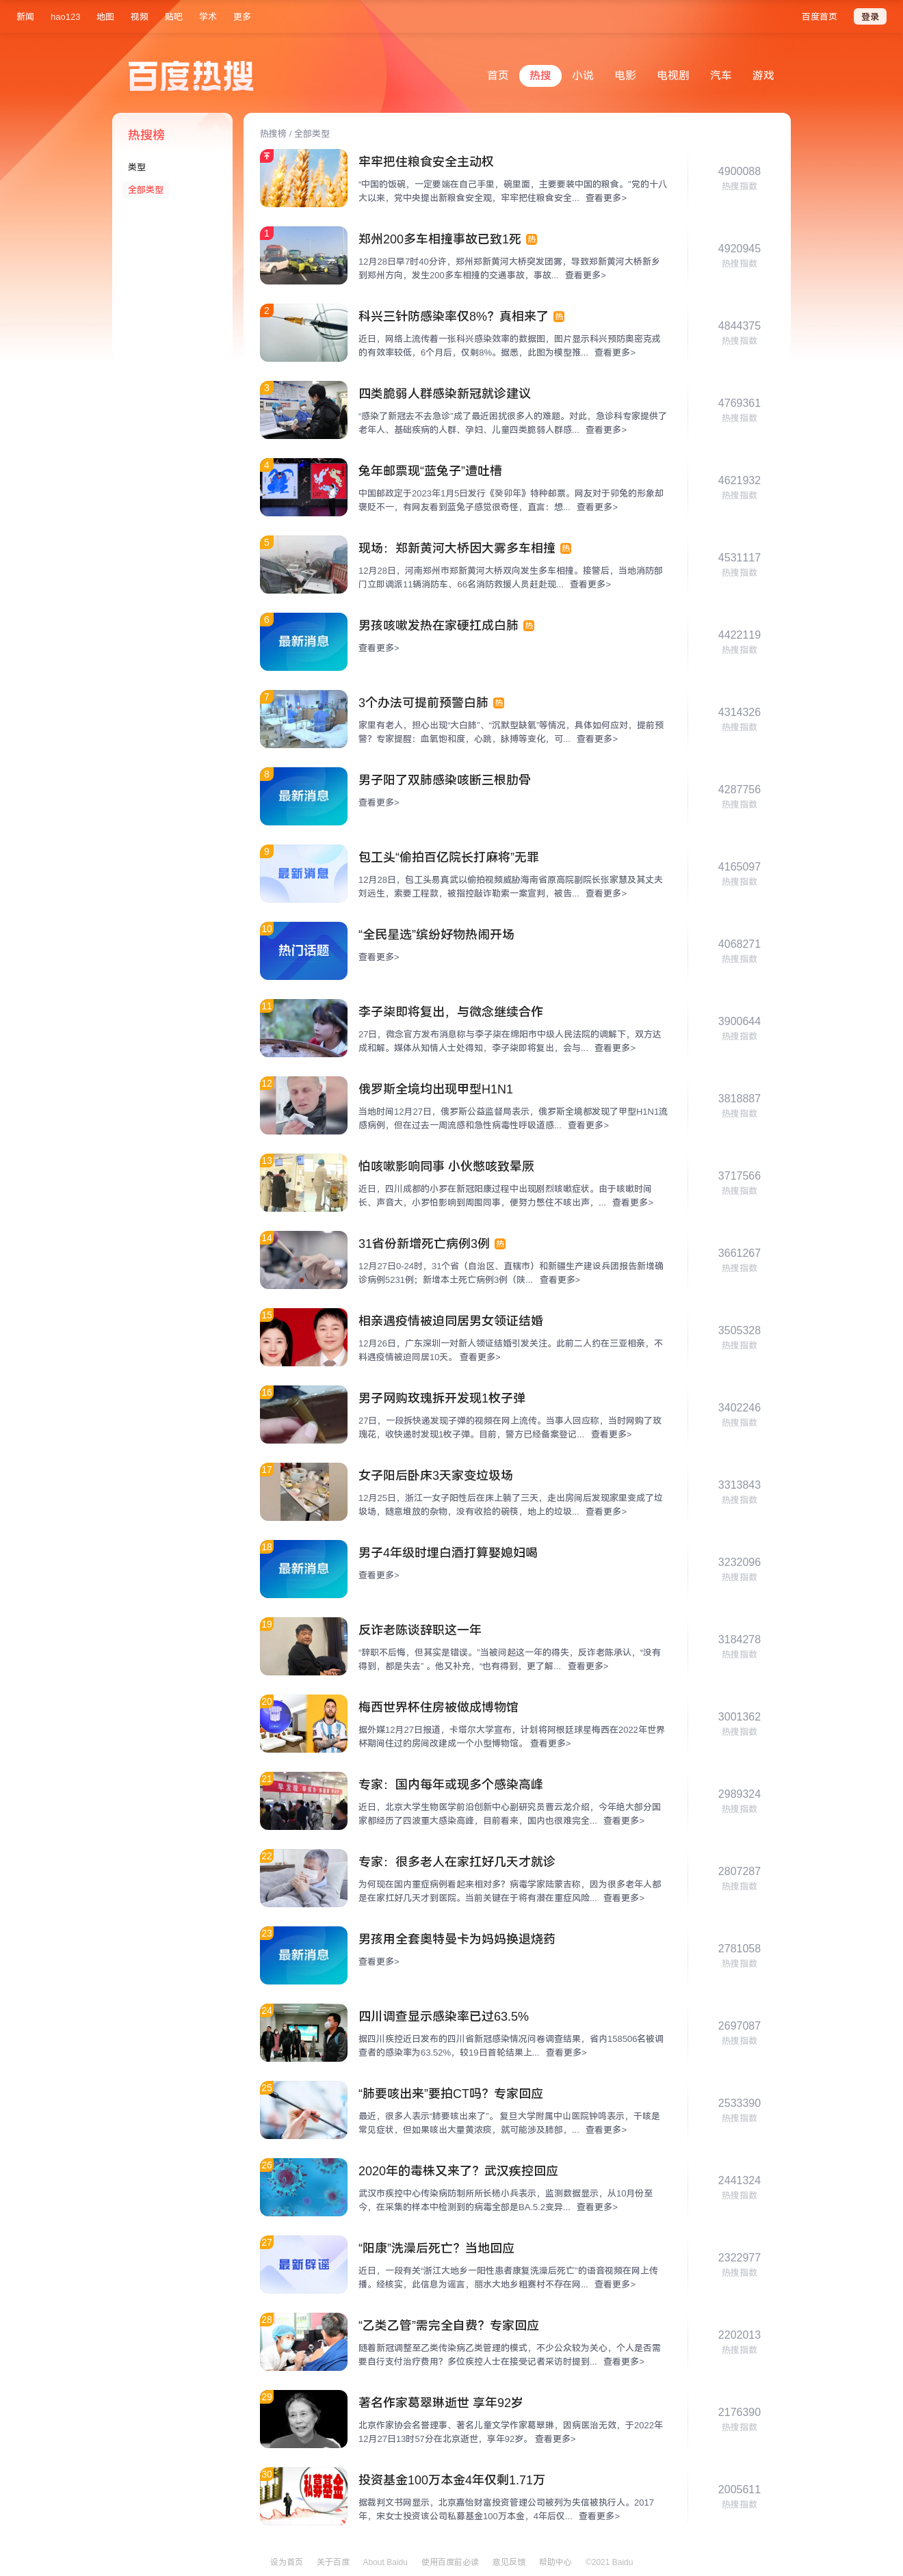 新闻 hao123 地图 视频 贴吧 学术 更多 百度首页 登录
百度热搜 首页 热搜 小说 电影 电视剧 汽车 游戏
热搜榜
类型
全部类型
热搜榜 / 全部类型
牢牢把住粮食安全主动权
“中国的饭碗，一定要端在自己手里，碗里面，主要要装中国的粮食。”党的十八
大以来，党中央提出新粮食安全观，牢牢把住粮食安全... 查看更多>
4900088
热搜指数
1
郑州200多车相撞事故已致1死 热
12月28日早7时40分许，郑州郑新黄河大桥突发团雾，导致郑新黄河大桥新乡
到郑州方向，发生200多车相撞的交通事故，事故... 查看更多>
4920945
热搜指数
2
科兴三针防感染率仅8%？真相来了 热
近日，网络上流传着一张科兴感染效率的数据图，图片显示科兴预防奥密克戎
的有效率较低，6个月后，仅剩8%。据悉，此图为模型推... 查看更多>
4844375
热搜指数
3
四类脆弱人群感染新冠就诊建议
“感染了新冠去不去急诊”成了最近困扰很多人的难题。对此，急诊科专家提供了
老年人、基础疾病的人群、孕妇、儿童四类脆弱人群感... 查看更多>
4769361
热搜指数
4
兔年邮票现“蓝兔子”遭吐槽
中国邮政定于2023年1月5日发行《癸卯年》特种邮票。网友对于卯兔的形象却
褒贬不一，有网友看到蓝兔子感觉很奇怪，直言：想... 查看更多>
4621932
热搜指数
5
现场：郑新黄河大桥因大雾多车相撞 热
12月28日，河南郑州市郑新黄河大桥双向发生多车相撞。接警后，当地消防部
门立即调派11辆消防车、66名消防救援人员赶赴现... 查看更多>
4531117
热搜指数
6
最新消息
男孩咳嗽发热在家硬扛成白肺 热
查看更多>
4422119
热搜指数
7
3个办法可提前预警白肺 热
家里有老人，担心出现“大白肺”、“沉默型缺氧”等情况，具体如何应对，提前预
警？专家提醒：血氧饱和度，心跳，脉搏等变化，可... 查看更多>
4314326
热搜指数
8
最新消息
男子阳了双肺感染咳断三根肋骨
查看更多>
4287756
热搜指数
9
最新消息
包工头“偷拍百亿院长打麻将”无罪
12月28日，包工头易真武以偷拍视频威胁海南省原高院副院长张家慧及其丈夫
刘远生，索要工程款，被指控敲诈勒索一案宣判，被告... 查看更多>
4165097
热搜指数
10
热门话题
“全民星选”缤纷好物热闹开场
查看更多>
4068271
热搜指数
11
李子柒即将复出，与微念继续合作
27日，微念官方发布消息称与李子柒在绵阳市中级人民法院的调解下，双方达
成和解。媒体从知情人士处得知，李子柒即将复出，会与... 查看更多>
3900644
热搜指数
12
俄罗斯全境均出现甲型H1N1
当地时间12月27日，俄罗斯公益监督局表示，俄罗斯全境都发现了甲型H1N1流
感病例，但在过去一周流感和急性病毒性呼吸道感... 查看更多>
3818887
热搜指数
13
怕咳嗽影响同事 小伙憋咳致晕厥
近日，四川成都的小罗在新冠阳康过程中出现剧烈咳嗽症状。由于咳嗽时间
长、声音大，小罗怕影响到周围同事，便努力憋住不咳出声，... 查看更多>
3717566
热搜指数
14
31省份新增死亡病例3例 热
12月27日0-24时，31个省（自治区、直辖市）和新疆生产建设兵团报告新增确
诊病例5231例；新增本土死亡病例3例（陕... 查看更多>
3661267
热搜指数
15
相亲遇疫情被迫同居男女领证结婚
12月26日，广东深圳一对新人领证结婚引发关注。此前二人约在三亚相亲，不
料遇疫情被迫同居10天。 查看更多>
3505328
热搜指数
16
男子网购玫瑰拆开发现1枚子弹
27日，一段拆快递发现子弹的视频在网上流传。当事人回应称，当时网购了玫
瑰花，收快递时发现1枚子弹。目前，警方已经备案登记... 查看更多>
3402246
热搜指数
17
女子阳后卧床3天家变垃圾场
12月25日，浙江一女子阳性后在床上躺了三天，走出房间后发现家里变成了垃
圾场，随意堆放的杂物，没有收拾的碗筷，地上的垃圾... 查看更多>
3313843
热搜指数
18
最新消息
男子4年级时埋白酒打算娶媳妇喝
查看更多>
3232096
热搜指数
19
反诈老陈谈辞职这一年
“辞职不后悔，但其实是错误。”当被问起这一年的得失，反诈老陈承认，“没有
得到，都是失去” 。他又补充，“也有得到，更了解... 查看更多>
3184278
热搜指数
20
梅西世界杯住房被做成博物馆
据外媒12月27日报道，卡塔尔大学宣布，计划将阿根廷球星梅西在2022年世界
杯期间住过的房间改建成一个小型博物馆。 查看更多>
3001362
热搜指数
21
专家：国内每年或现多个感染高峰
近日，北京大学生物医学前沿创新中心副研究员曹云龙介绍，今年绝大部分国
家都经历了四波重大感染高峰，目前看来，国内也很难完全... 查看更多>
2989324
热搜指数
22
专家：很多老人在家扛好几天才就诊
为何现在国内重症病例看起来相对多？病毒学家陆蒙吉称，因为很多老年人都
是在家扛好几天才到医院。当前关键在于将有潜在重症风险... 查看更多>
2807287
热搜指数
23
最新消息
男孩用全套奥特曼卡为妈妈换退烧药
查看更多>
2781058
热搜指数
24
四川调查显示感染率已过63.5%
据四川疾控近日发布的四川省新冠感染情况问卷调查结果，省内158506名被调
查者的感染率为63.52%，较19日首轮结果上... 查看更多>
2697087
热搜指数
25
“肺要咳出来”要拍CT吗？专家回应
最近，很多人表示“肺要咳出来了”。 复旦大学附属中山医院钟鸣表示，干咳是
常见症状，但如果咳出大量黄浓痰，就可能涉及肺部，... 查看更多>
2533390
热搜指数
26
2020年的毒株又来了？武汉疾控回应
武汉市疾控中心传染病防制所所长杨小兵表示，监测数据显示，从10月份至
今，在采集的样本中检测到的病毒全部是BA.5.2变异... 查看更多>
2441324
热搜指数
27
最新辟谣
“阳康”洗澡后死亡？当地回应
近日，一段有关“浙江大地乡一阳性患者康复洗澡后死亡”的语音视频在网上传
播。经核实，此信息为谣言，丽水大地乡粗赛村不存在网... 查看更多>
2322977
热搜指数
28
“乙类乙管”需完全自费？专家回应
随着新冠调整至乙类传染病乙类管理的模式，不少公众较为关心，个人是否需
要自行支付治疗费用？多位疾控人士在接受记者采访时提到... 查看更多>
2202013
热搜指数
29
著名作家葛翠琳逝世 享年92岁
北京作家协会名誉理事、著名儿童文学作家葛翠琳，因病医治无效，于2022年
12月27日13时57分在北京逝世，享年92岁。 查看更多>
2176390
热搜指数
30
私募基金
投资基金100万本金4年仅剩1.71万
据裁判文书网显示，北京嘉怡财富投资管理公司被列为失信被执行人。2017
年，宋女士投资该公司私募基金100万本金，4年后仅... 查看更多>
2005611
热搜指数
设为首页 关于百度 About Baidu 使用百度前必读 意见反馈 帮助中心 ©2021 Baidu